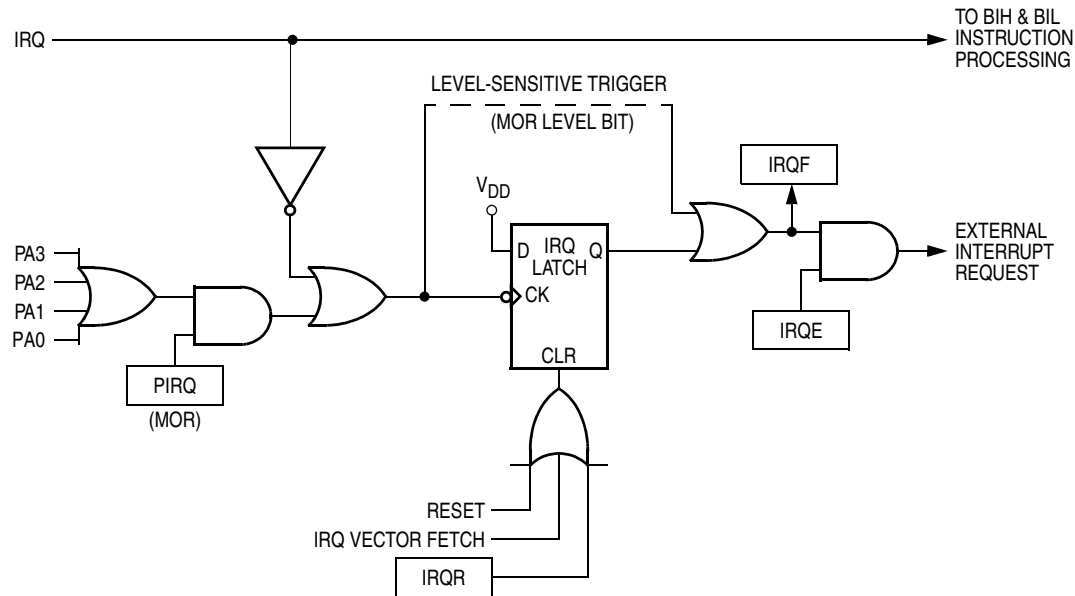 TO BIH & BIL
INSTRUCTION
PROCESSING
IRQ
LEVEL-SENSITIVE TRIGGER
(MOR LEVEL BIT)
IRQF
VDD
D IRQ Q
LATCH
CK
CLR
EXTERNAL
INTERRUPT
REQUEST
IRQE
PA3
PA2
PA1
PA0
PIRQ
(MOR)
RESET
IRQ VECTOR FETCH
IRQR